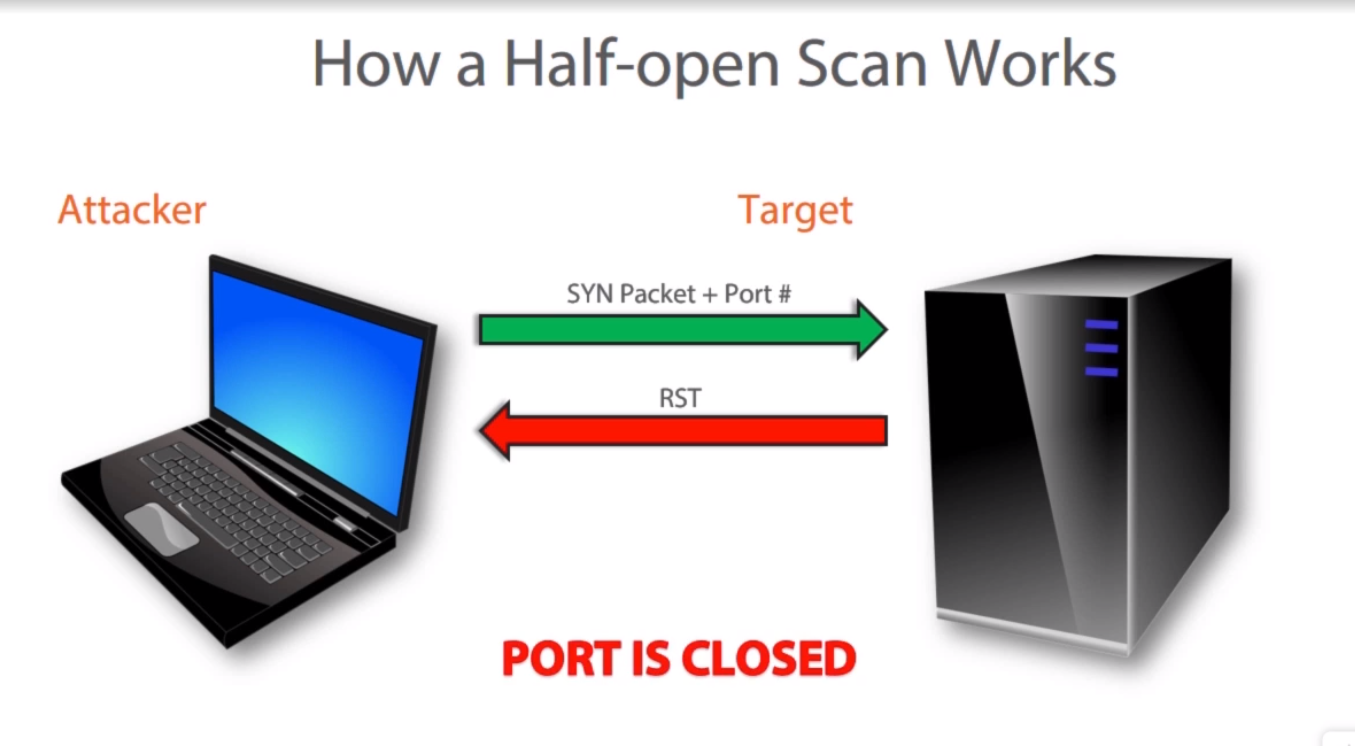 How a Half-open Scan Works
Attacker
Target
SYN Packet + Port #
RST
PORT IS CLOSED